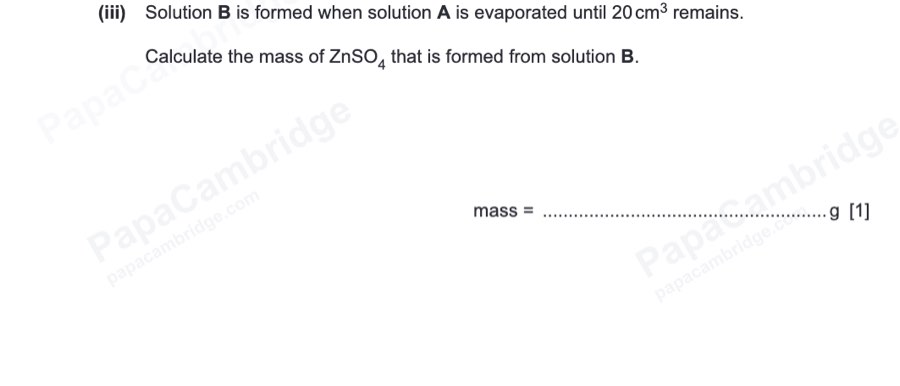 (iii) Solution B is formed when solution A is evaporated until 20 cm³ remains.
Calculate the mass of ZnSO₄ that is formed from solution B.
PapaCambridge
PapaCambridge
papacambridge.com
PapaCambridge
papacambridge.com
mass = ........................................................ g [1]